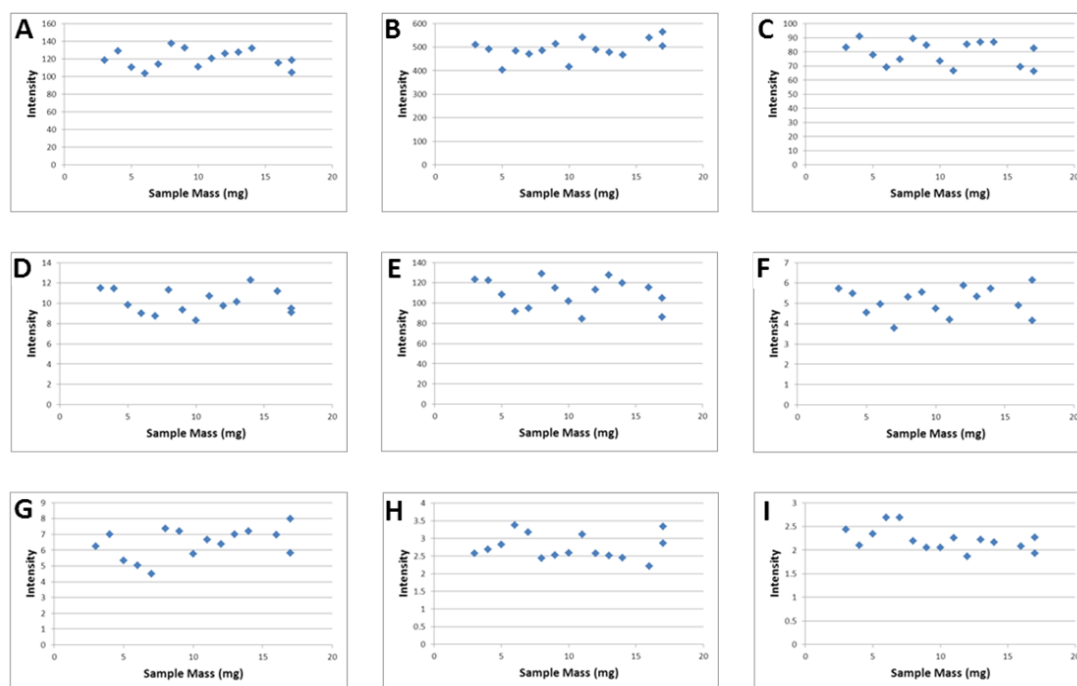 A
Intensity
160
140
120
100
80
60
40
20
0
0 5 10 15 20
Sample Mass (mg)
B
Intensity
600
500
400
300
200
100
0
0 5 10 15 20
Sample Mass (mg)
C
Intensity
100
90
80
70
60
50
40
30
20
10
0
0 5 10 15 20
Sample Mass (mg)
D
Intensity
14
12
10
8
6
4
2
0
0 5 10 15 20
Sample Mass (mg)
E
Intensity
140
120
100
80
60
40
20
0
0 5 10 15 20
Sample Mass (mg)
F
Intensity
7
6
5
4
3
2
1
0
0 5 10 15 20
Sample Mass (mg)
G
Intensity
9
8
7
6
5
4
3
2
1
0
0 5 10 15 20
Sample Mass (mg)
H
Intensity
4
3.5
3
2.5
2
1.5
1
0.5
0
0 5 10 15 20
Sample Mass (mg)
I
Intensity
3
2.5
2
1.5
1
0.5
0
0 5 10 15 20
Sample Mass (mg)